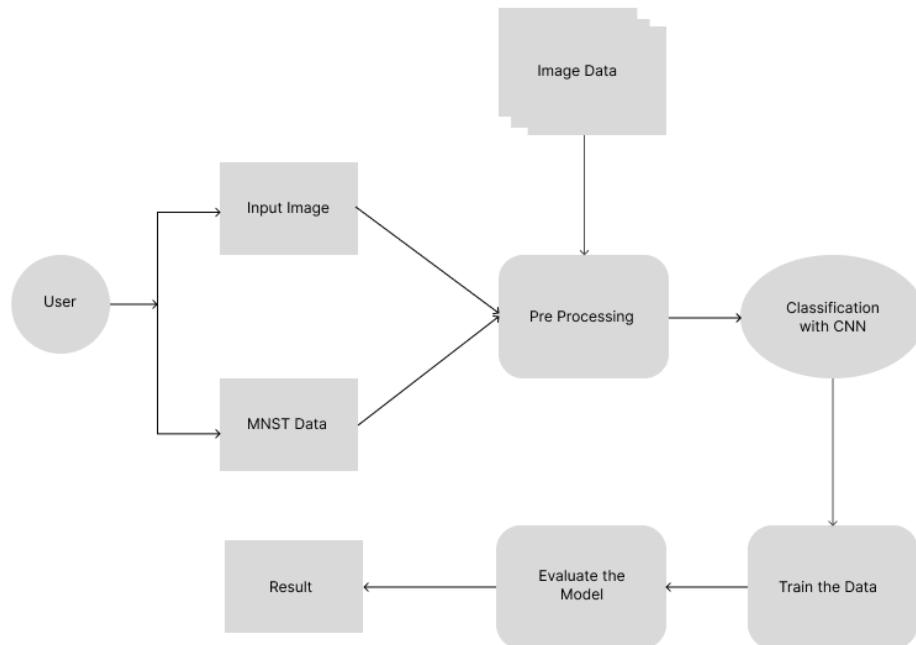 Image Data
Input Image
User
Pre Processing
Classification
with CNN
MNST Data
Result
Evaluate the
Model
Train the Data